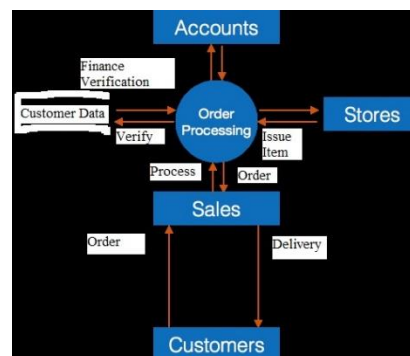 Accounts
Finance
Verification
Customer Data
Order
Processing
Stores
Verify
Issue
Item
Process
Order
Sales
Order
Delivery
Customers